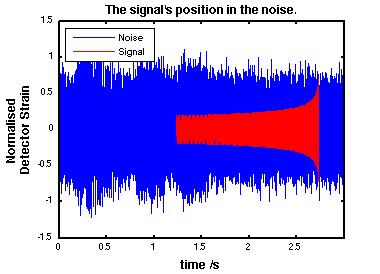 The signal's position in the noise.
1.5
1
0.5
0
-0.5
-1
-1.5
Noise
Signal
Normalised
Detector Strain
0 0.5 1 1.5 2 2.5
time /s